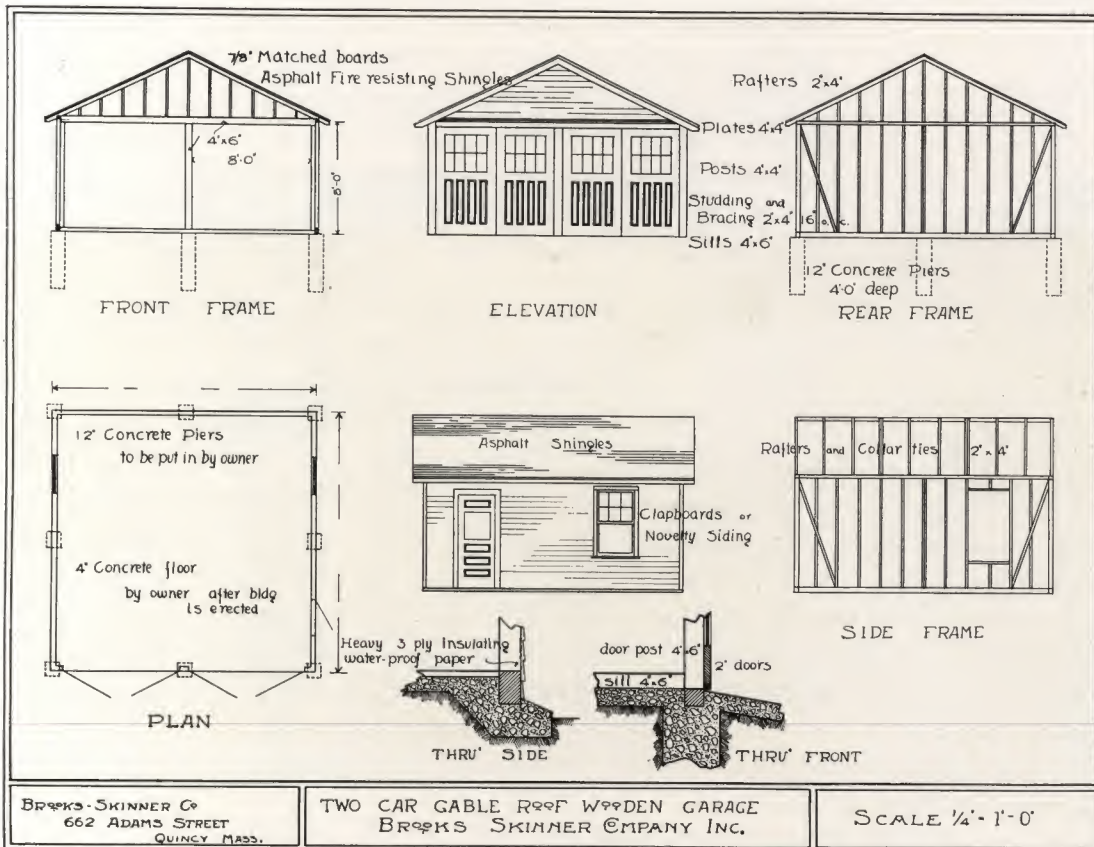 7/8" Matched boards
Asphalt Fire resisting Shingles
4"x6"
8'-0"
8'-0"
FRONT FRAME
ELEVATION
Rafters 2"x4"
Plates 4"x4"
Posts 4"x4"
Studding and
Bracing 2"x4" 16" o. c.
Sills 4"x6"
12" Concrete Piers
4'-0" deep
REAR FRAME
12" Concrete Piers
to be put in by owner
4" Concrete floor
by owner after bldg
is erected
PLAN
Asphalt Shingles
Clapboards or
Novelty Siding
Rafters and Collar ties 2"x4"
SIDE FRAME
Heavy 3 ply Insulating
water-proof paper
THRU' SIDE
door post 4"x6"
2" doors
sill 4"x6"
THRU' FRONT
BROOKS-SKINNER Co
662 ADAMS STREET
QUINCY MASS.
TWO CAR GABLE ROOF WOODEN GARAGE
BROOKS SKINNER COMPANY INC.
SCALE 1/4" - 1'-0"